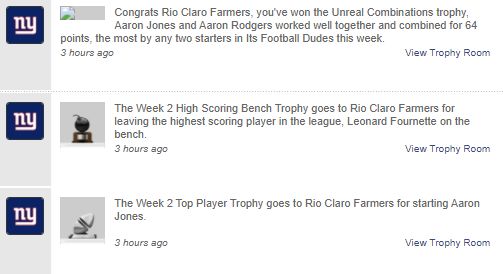 ny
Congrats Rio Claro Farmers, you've won the Unreal Combinations trophy,
Aaron Jones and Aaron Rodgers worked well together and combined for 64
points, the most by any two starters in Its Football Dudes this week.
3 hours ago View Trophy Room
ny
The Week 2 High Scoring Bench Trophy goes to Rio Claro Farmers for
leaving the highest scoring player in the league, Leonard Fournette on the
bench.
3 hours ago View Trophy Room
ny
The Week 2 Top Player Trophy goes to Rio Claro Farmers for starting Aaron
Jones.
3 hours ago View Trophy Room